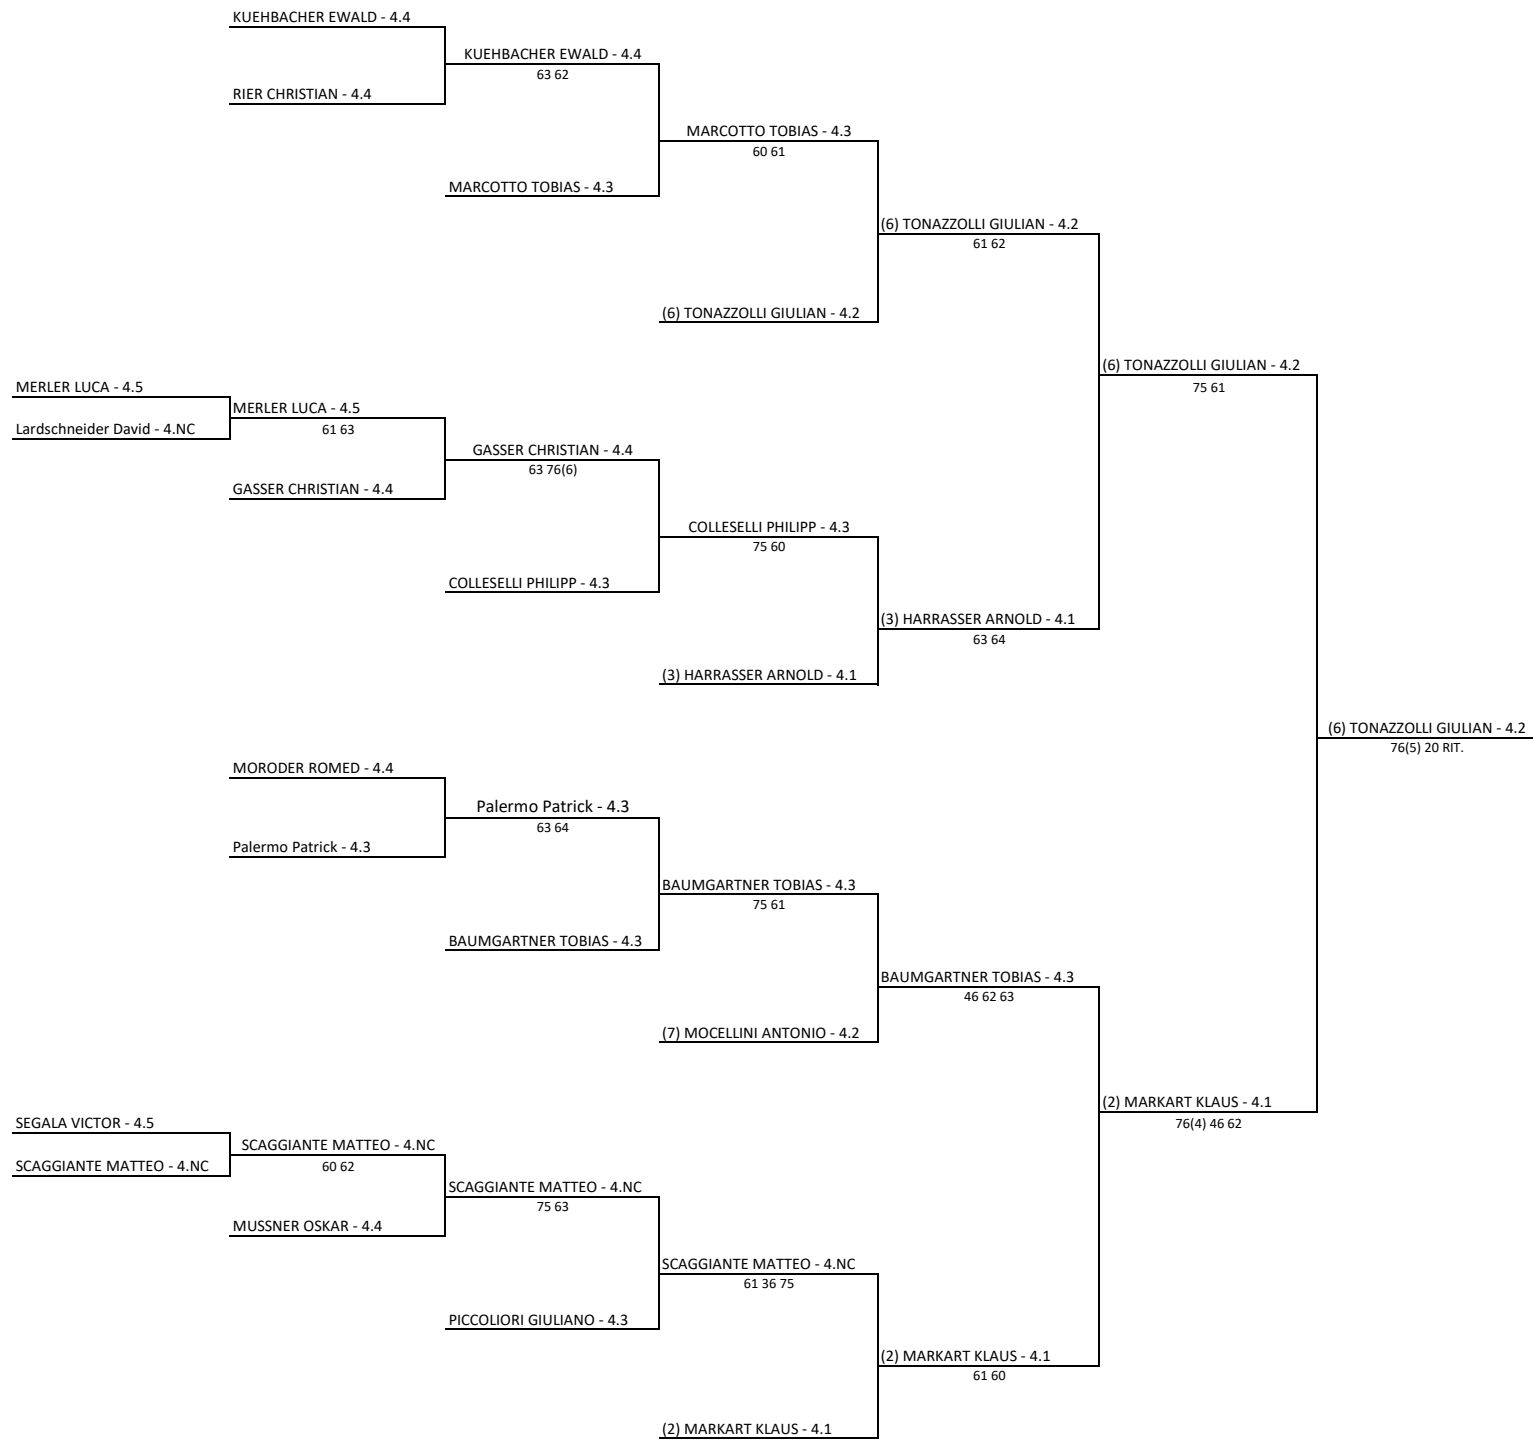 KUEHBACHER EWALD - 4.4
KUEHBACHER EWALD - 4.4
63 62
RIER CHRISTIAN - 4.4
MARCOTTO TOBIAS - 4.3
60 61
MARCOTTO TOBIAS - 4.3
(6) TONAZZOLLI GIULIAN - 4.2
61 62
(6) TONAZZOLLI GIULIAN - 4.2
(6) TONAZZOLLI GIULIAN - 4.2
75 61
MERLER LUCA - 4.5
MERLER LUCA - 4.5
61 63
Lardschneider David - 4.NC
GASSER CHRISTIAN - 4.4
63 76(6)
GASSER CHRISTIAN - 4.4
COLLESELLI PHILIPP - 4.3
75 60
COLLESELLI PHILIPP - 4.3
(3) HARRASSER ARNOLD - 4.1
63 64
(3) HARRASSER ARNOLD - 4.1
(6) TONAZZOLLI GIULIAN - 4.2
76(5) 20 RIT.
MORODER ROMED - 4.4
Palermo Patrick - 4.3
63 64
Palermo Patrick - 4.3
BAUMGARTNER TOBIAS - 4.3
75 61
BAUMGARTNER TOBIAS - 4.3
BAUMGARTNER TOBIAS - 4.3
46 62 63
(7) MOCELLINI ANTONIO - 4.2
(2) MARKART KLAUS - 4.1
76(4) 46 62
SEGALA VICTOR - 4.5
SCAGGIANTE MATTEO - 4.NC
60 62
SCAGGIANTE MATTEO - 4.NC
SCAGGIANTE MATTEO - 4.NC
75 63
MUSSNER OSKAR - 4.4
SCAGGIANTE MATTEO - 4.NC
61 36 75
PICCOLIORI GIULIANO - 4.3
(2) MARKART KLAUS - 4.1
61 60
(2) MARKART KLAUS - 4.1